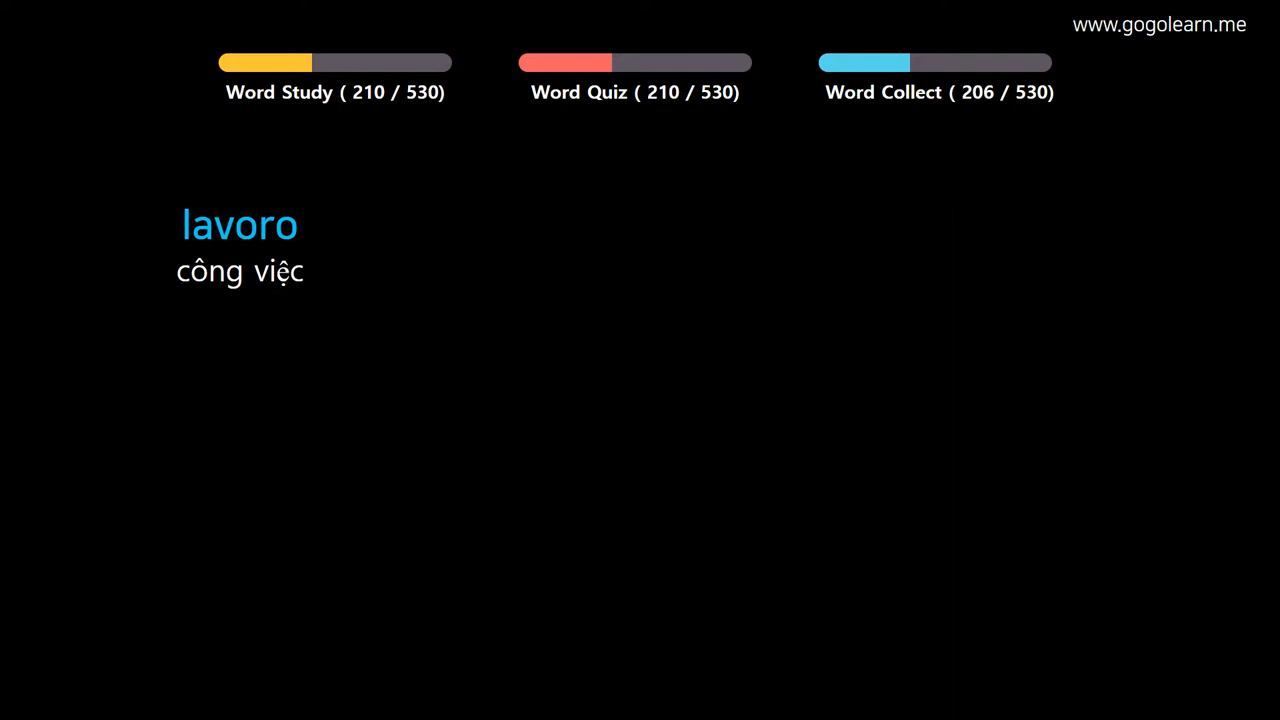 www.gogolearn.me
Word Study ( 210 / 530)
Word Quiz ( 210 / 530)
Word Collect ( 206 / 530)
lavoro
công việc